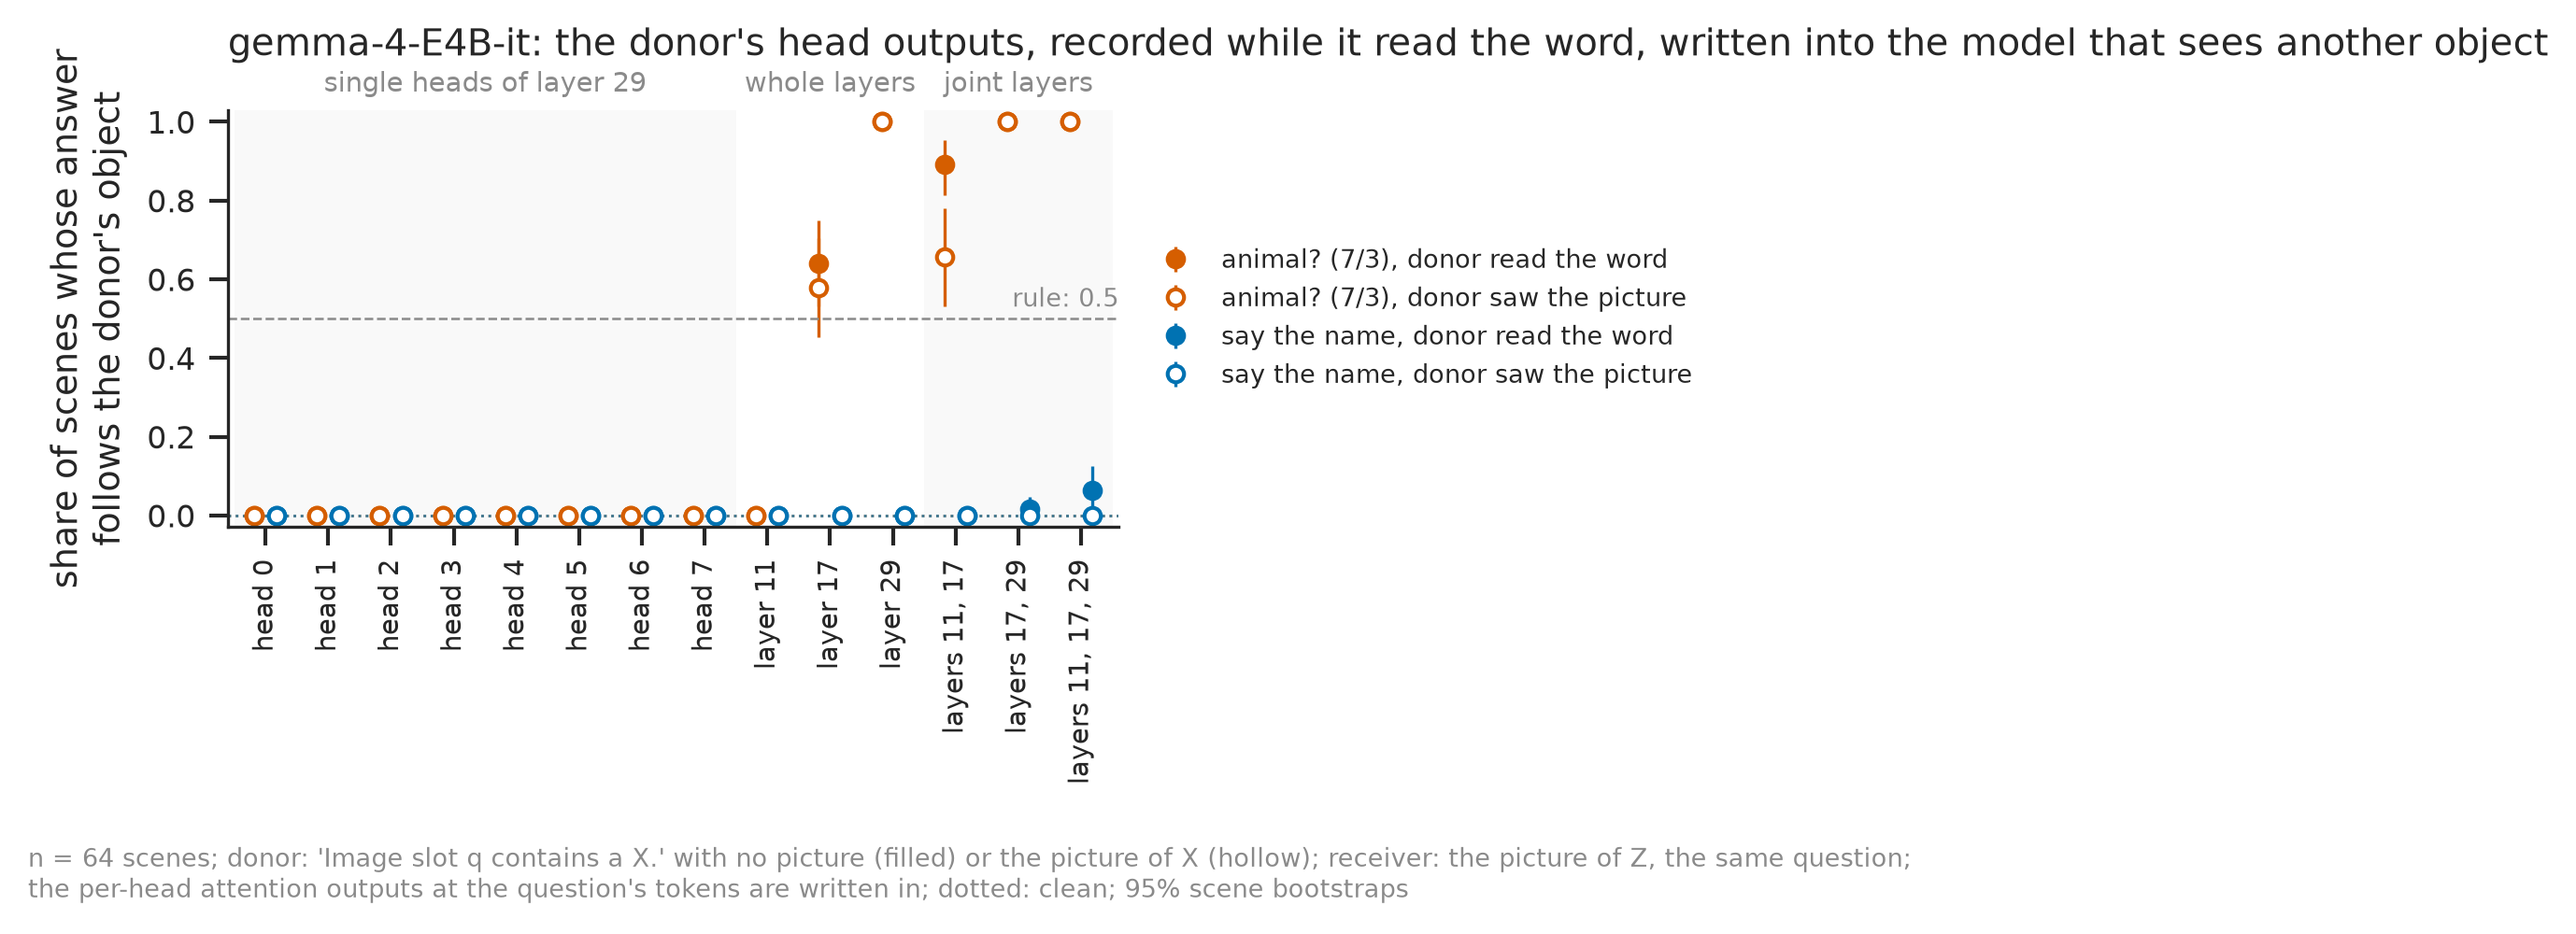 gemma-4-E4B-it: the donor's head outputs, recorded while it read the word, written into the model that sees another object
single heads of layer 29
whole layers
joint layers
share of scenes whose answer
follows the donor's object
1.0
0.8
0.6
0.4
0.2
0.0
rule: 0.5
head 0
head 1
head 2
head 3
head 4
head 5
head 6
head 7
layer 11
layer 17
layer 29
layers 11, 17
layers 17, 29
layers 11, 17, 29
animal? (7/3), donor read the word
animal? (7/3), donor saw the picture
say the name, donor read the word
say the name, donor saw the picture
n = 64 scenes; donor: 'Image slot q contains a X.' with no picture (filled) or the picture of X (hollow); receiver: the picture of Z, the same question;
the per-head attention outputs at the question's tokens are written in; dotted: clean; 95% scene bootstraps